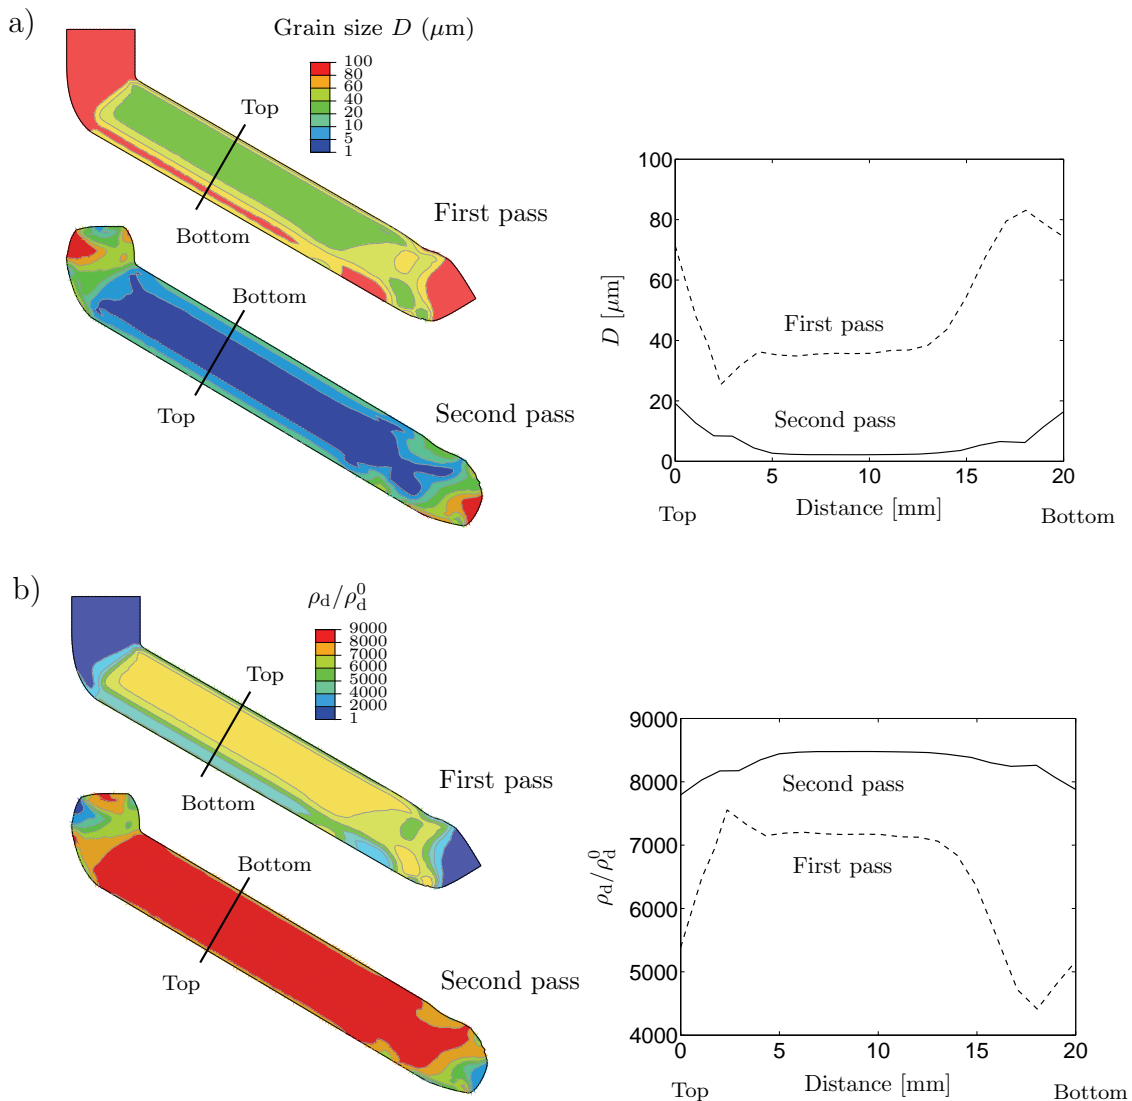 a)
Grain size D (μm)
100
80
60
40
20
10
5
1
Top
Bottom
First pass
Bottom
Top
Second pass
100
80
60
40
20
0
D [μm]
First pass
Second pass
0 5 10 15 20
Distance [mm]
Top
Bottom
b)
ρd/ρd0
9000
8000
7000
6000
5000
4000
2000
1
Top
Bottom
First pass
Bottom
Top
Second pass
9000
8000
7000
6000
5000
4000
ρd/ρd0
Second pass
First pass
0 5 10 15 20
Distance [mm]
Top
Bottom